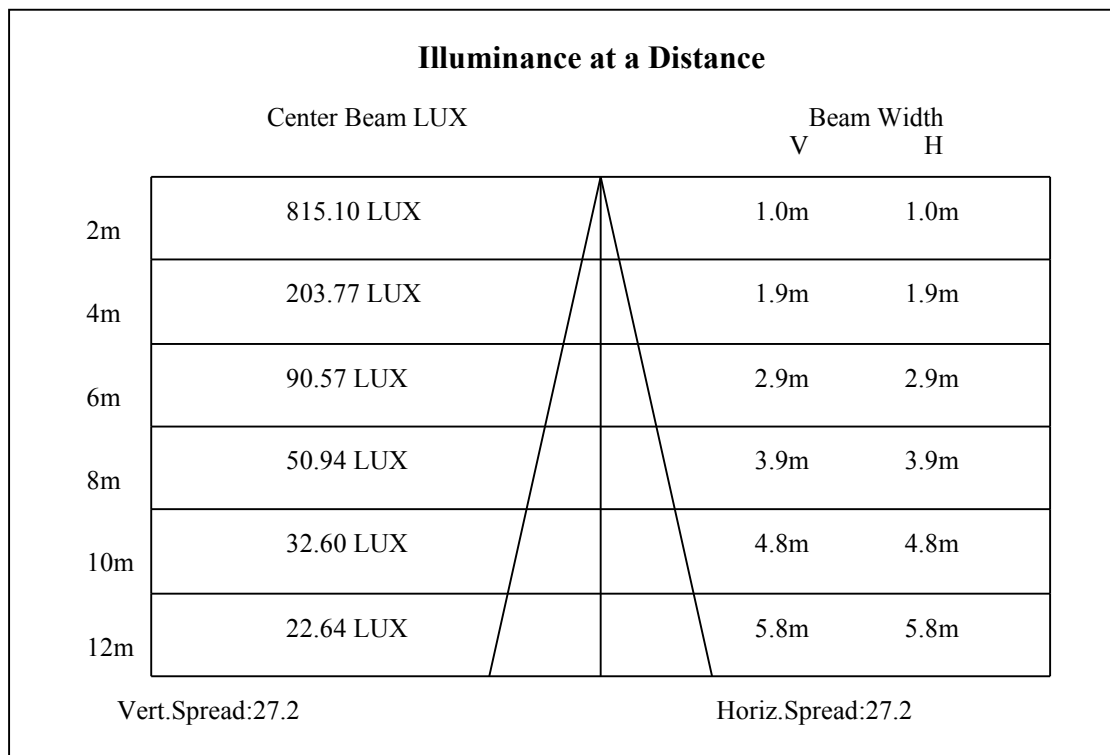 Illuminance at a Distance
Center Beam LUX Beam Width
V H
2m 815.10 LUX 1.0m 1.0m
4m 203.77 LUX 1.9m 1.9m
6m 90.57 LUX 2.9m 2.9m
8m 50.94 LUX 3.9m 3.9m
10m 32.60 LUX 4.8m 4.8m
12m 22.64 LUX 5.8m 5.8m
Vert.Spread:27.2 Horiz.Spread:27.2